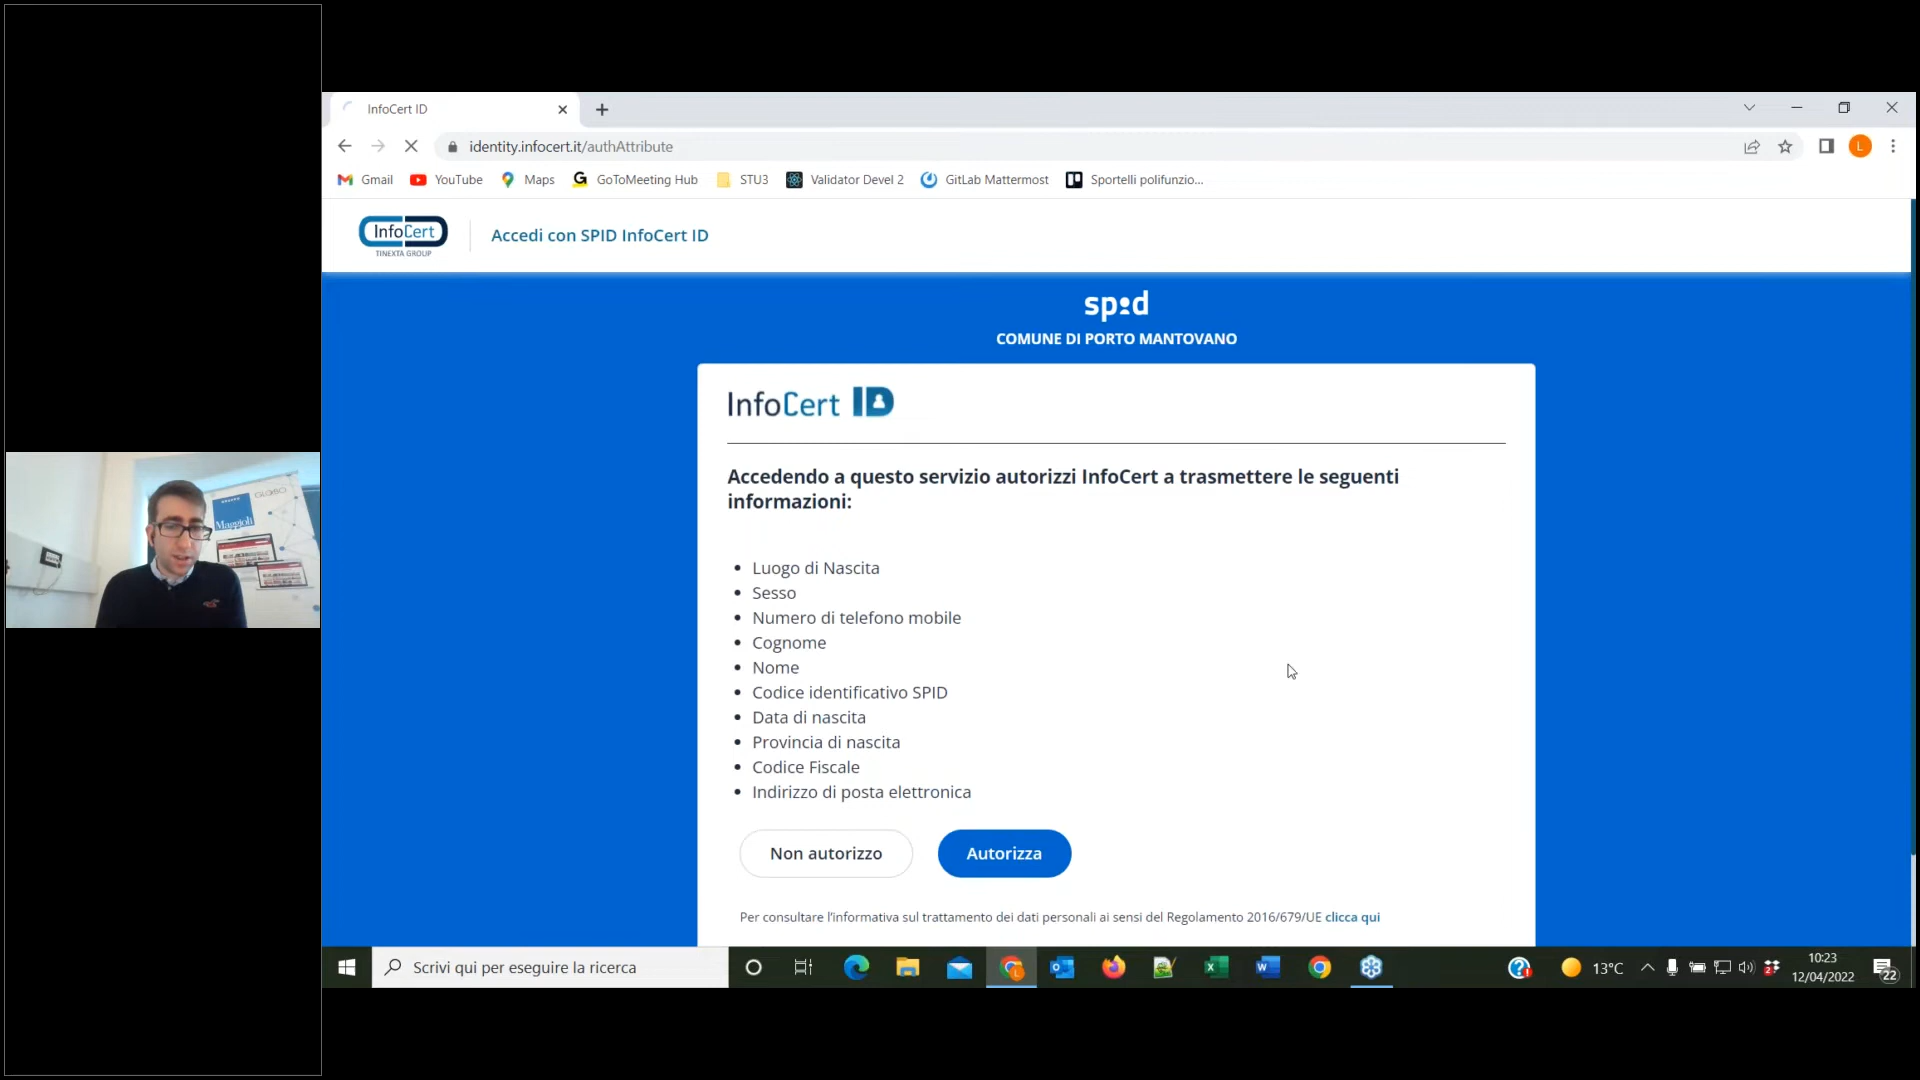 InfoCert ID
identity.infocert.it/authAttribute
L
Gmail
YouTube
Maps
GoToMeeting Hub
STU3
Validator Devel 2
GitLab Mattermost
Sportelli polifunzio...
InfoCert
TINEXTA GROUP
Accedi con SPID InfoCert ID
spid
COMUNE DI PORTO MANTOVANO
InfoCert ID
Accedendo a questo servizio autorizzi InfoCert a trasmettere le seguenti
informazioni:
Luogo di Nascita
Sesso
Numero di telefono mobile
Cognome
Nome
Codice identificativo SPID
Data di nascita
Provincia di nascita
Codice Fiscale
Indirizzo di posta elettronica
Non autorizzo
Autorizza
Per consultare l'informativa sul trattamento dei dati personali ai sensi del Regolamento 2016/679/UE clicca qui
GLOBO
Maggioli
Scrivi qui per eseguire la ricerca
13°C
10:23
12/04/2022
22